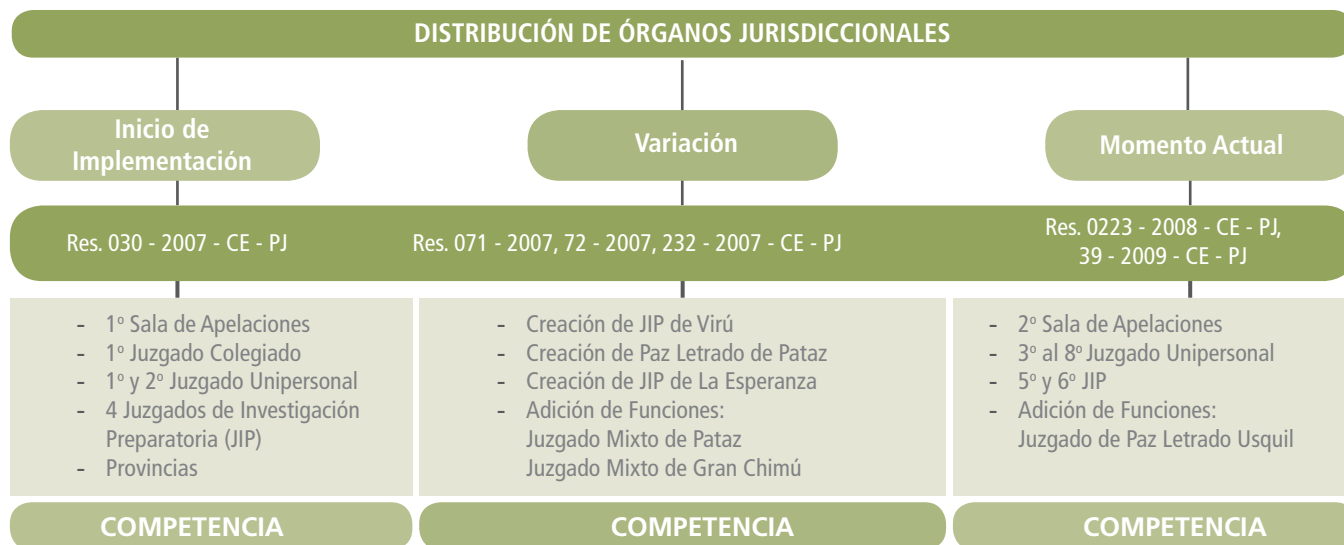 DISTRIBUCIÓN DE ÓRGANOS JURISDICCIONALES
Inicio de
Implementación
Variación
Momento Actual
Res. 030 - 2007 - CE - PJ
Res. 071 - 2007, 72 - 2007, 232 - 2007 - CE - PJ
Res. 0223 - 2008 - CE - PJ,
39 - 2009 - CE - PJ
- 1º Sala de Apelaciones
- 1º Juzgado Colegiado
- 1º y 2º Juzgado Unipersonal
- 4 Juzgados de Investigación
Preparatoria (JIP)
- Provincias
- Creación de JIP de Virú
- Creación de Paz Letrado de Pataz
- Creación de JIP de La Esperanza
- Adición de Funciones:
Juzgado Mixto de Pataz
Juzgado Mixto de Gran Chimú
- 2º Sala de Apelaciones
- 3º al 8º Juzgado Unipersonal
- 5º y 6º JIP
- Adición de Funciones:
Juzgado de Paz Letrado Usquil
COMPETENCIA
COMPETENCIA
COMPETENCIA